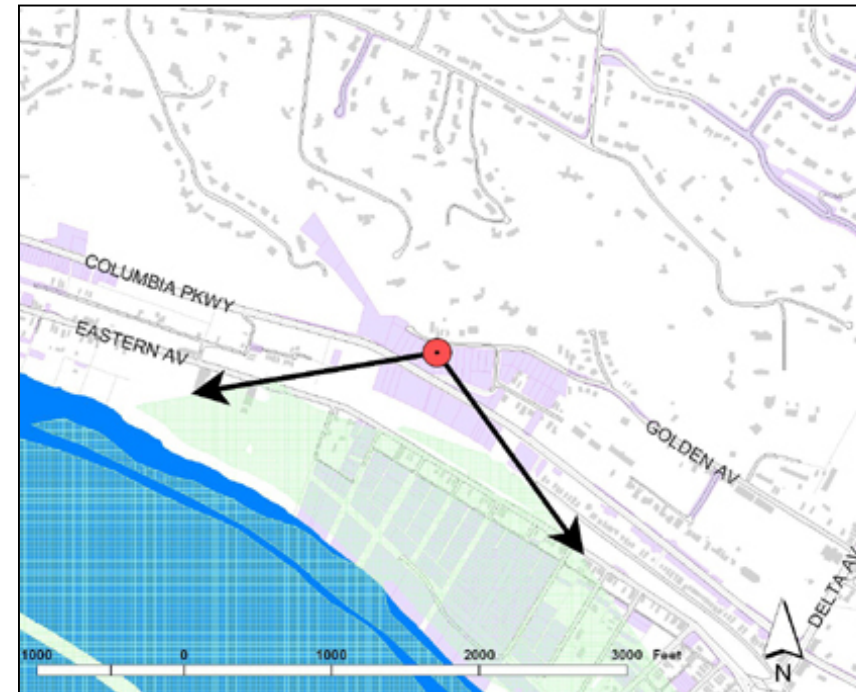 COLUMBIA PKWY
EASTERN AV
GOLDEN AV
DELTA AV
1000 0 1000 2000 3000 Feet
N